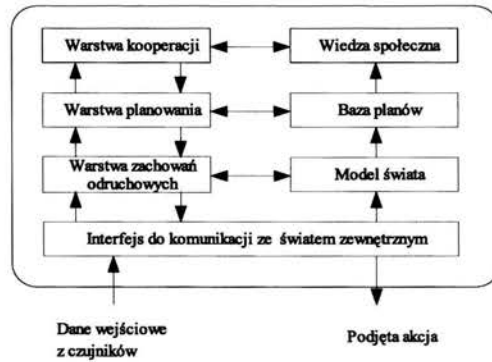 Warstwa kooperacji
Wiedza społeczna
Warstwa planowania
Baza planów
Warstwa zachowań
odruchowych
Model świata
Interfejs do komunikacji ze światem zewnętrznym
Dane wejściowe
z czujników
Podjęta akcja